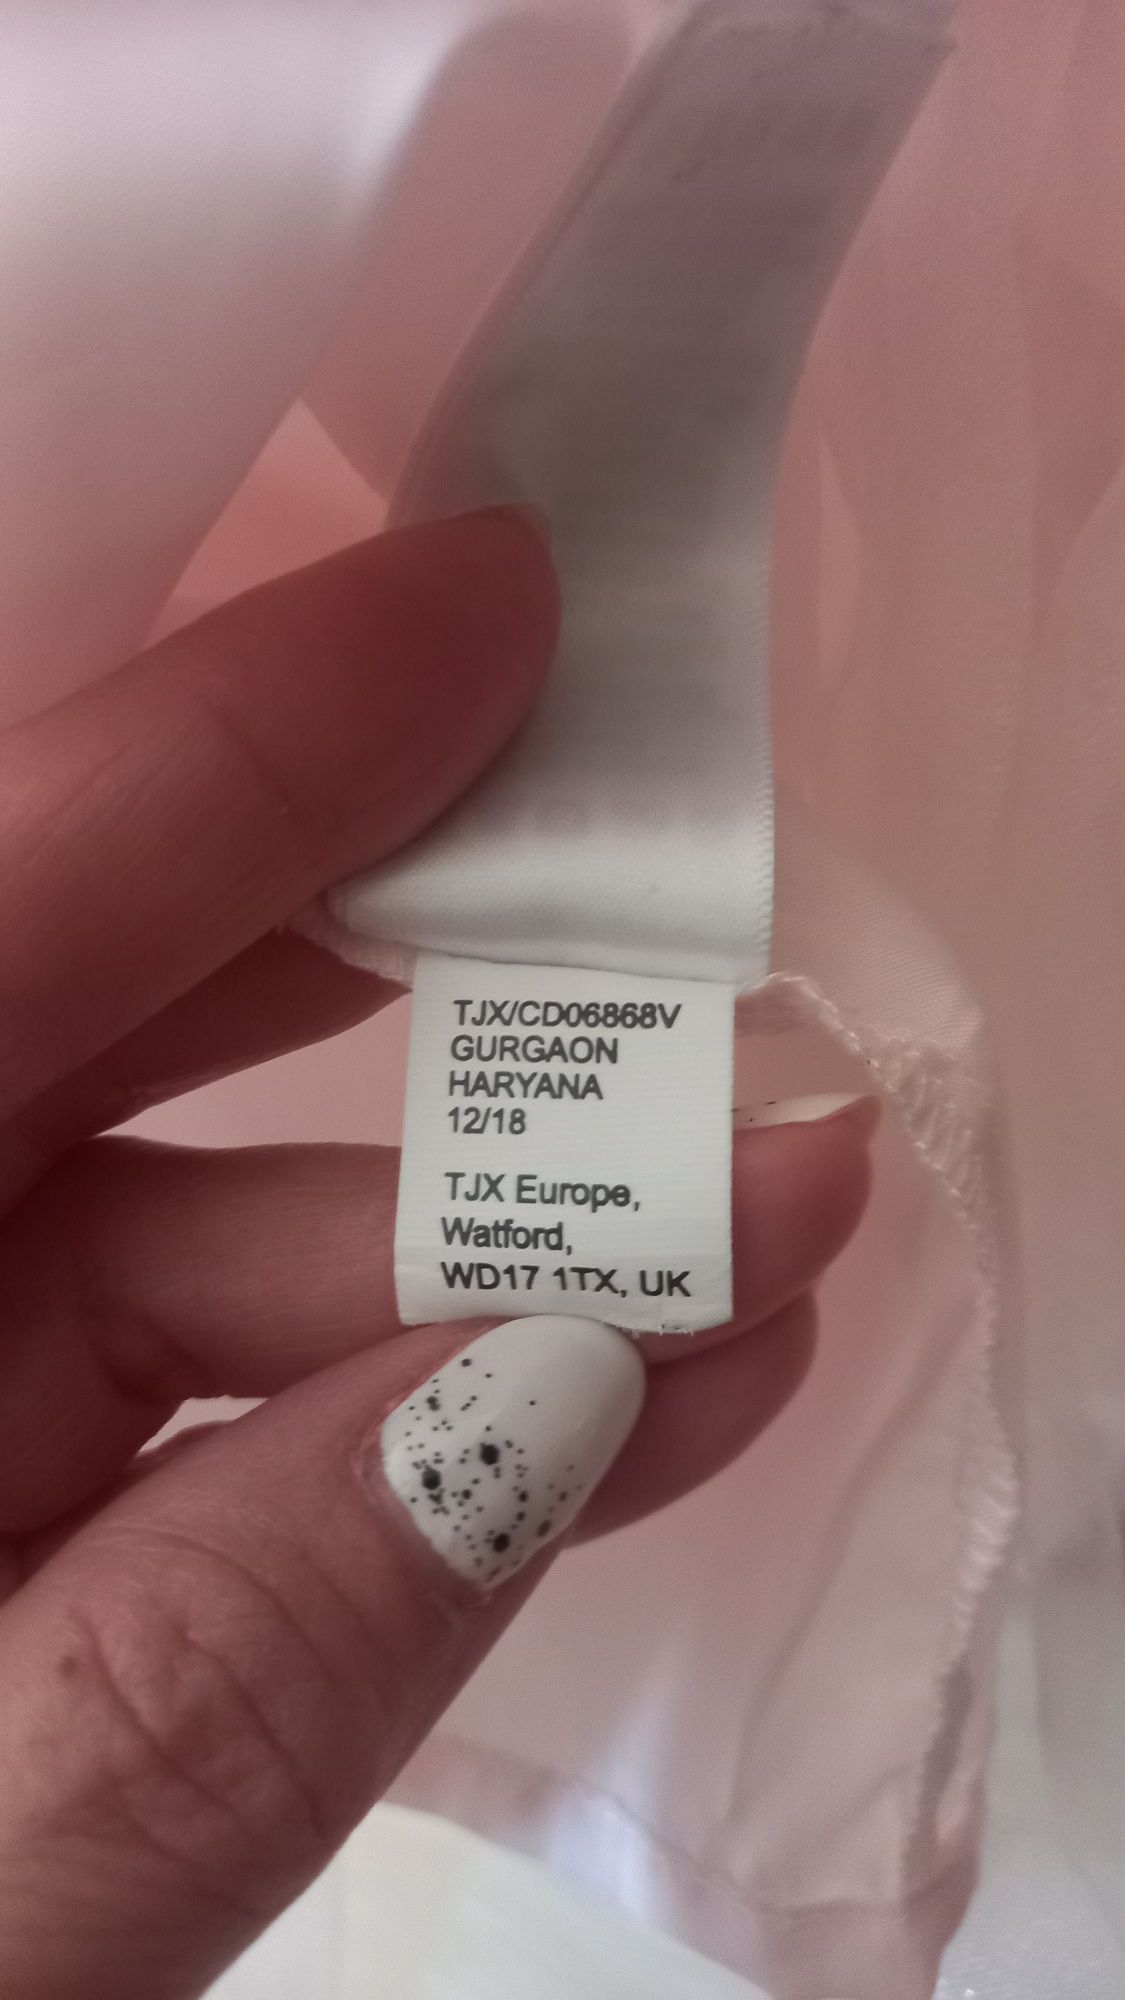 TJX/CD06868V
GURGAON
HARYANA
12/18
TJX Europe,
Watford,
WD17 1TX, UK